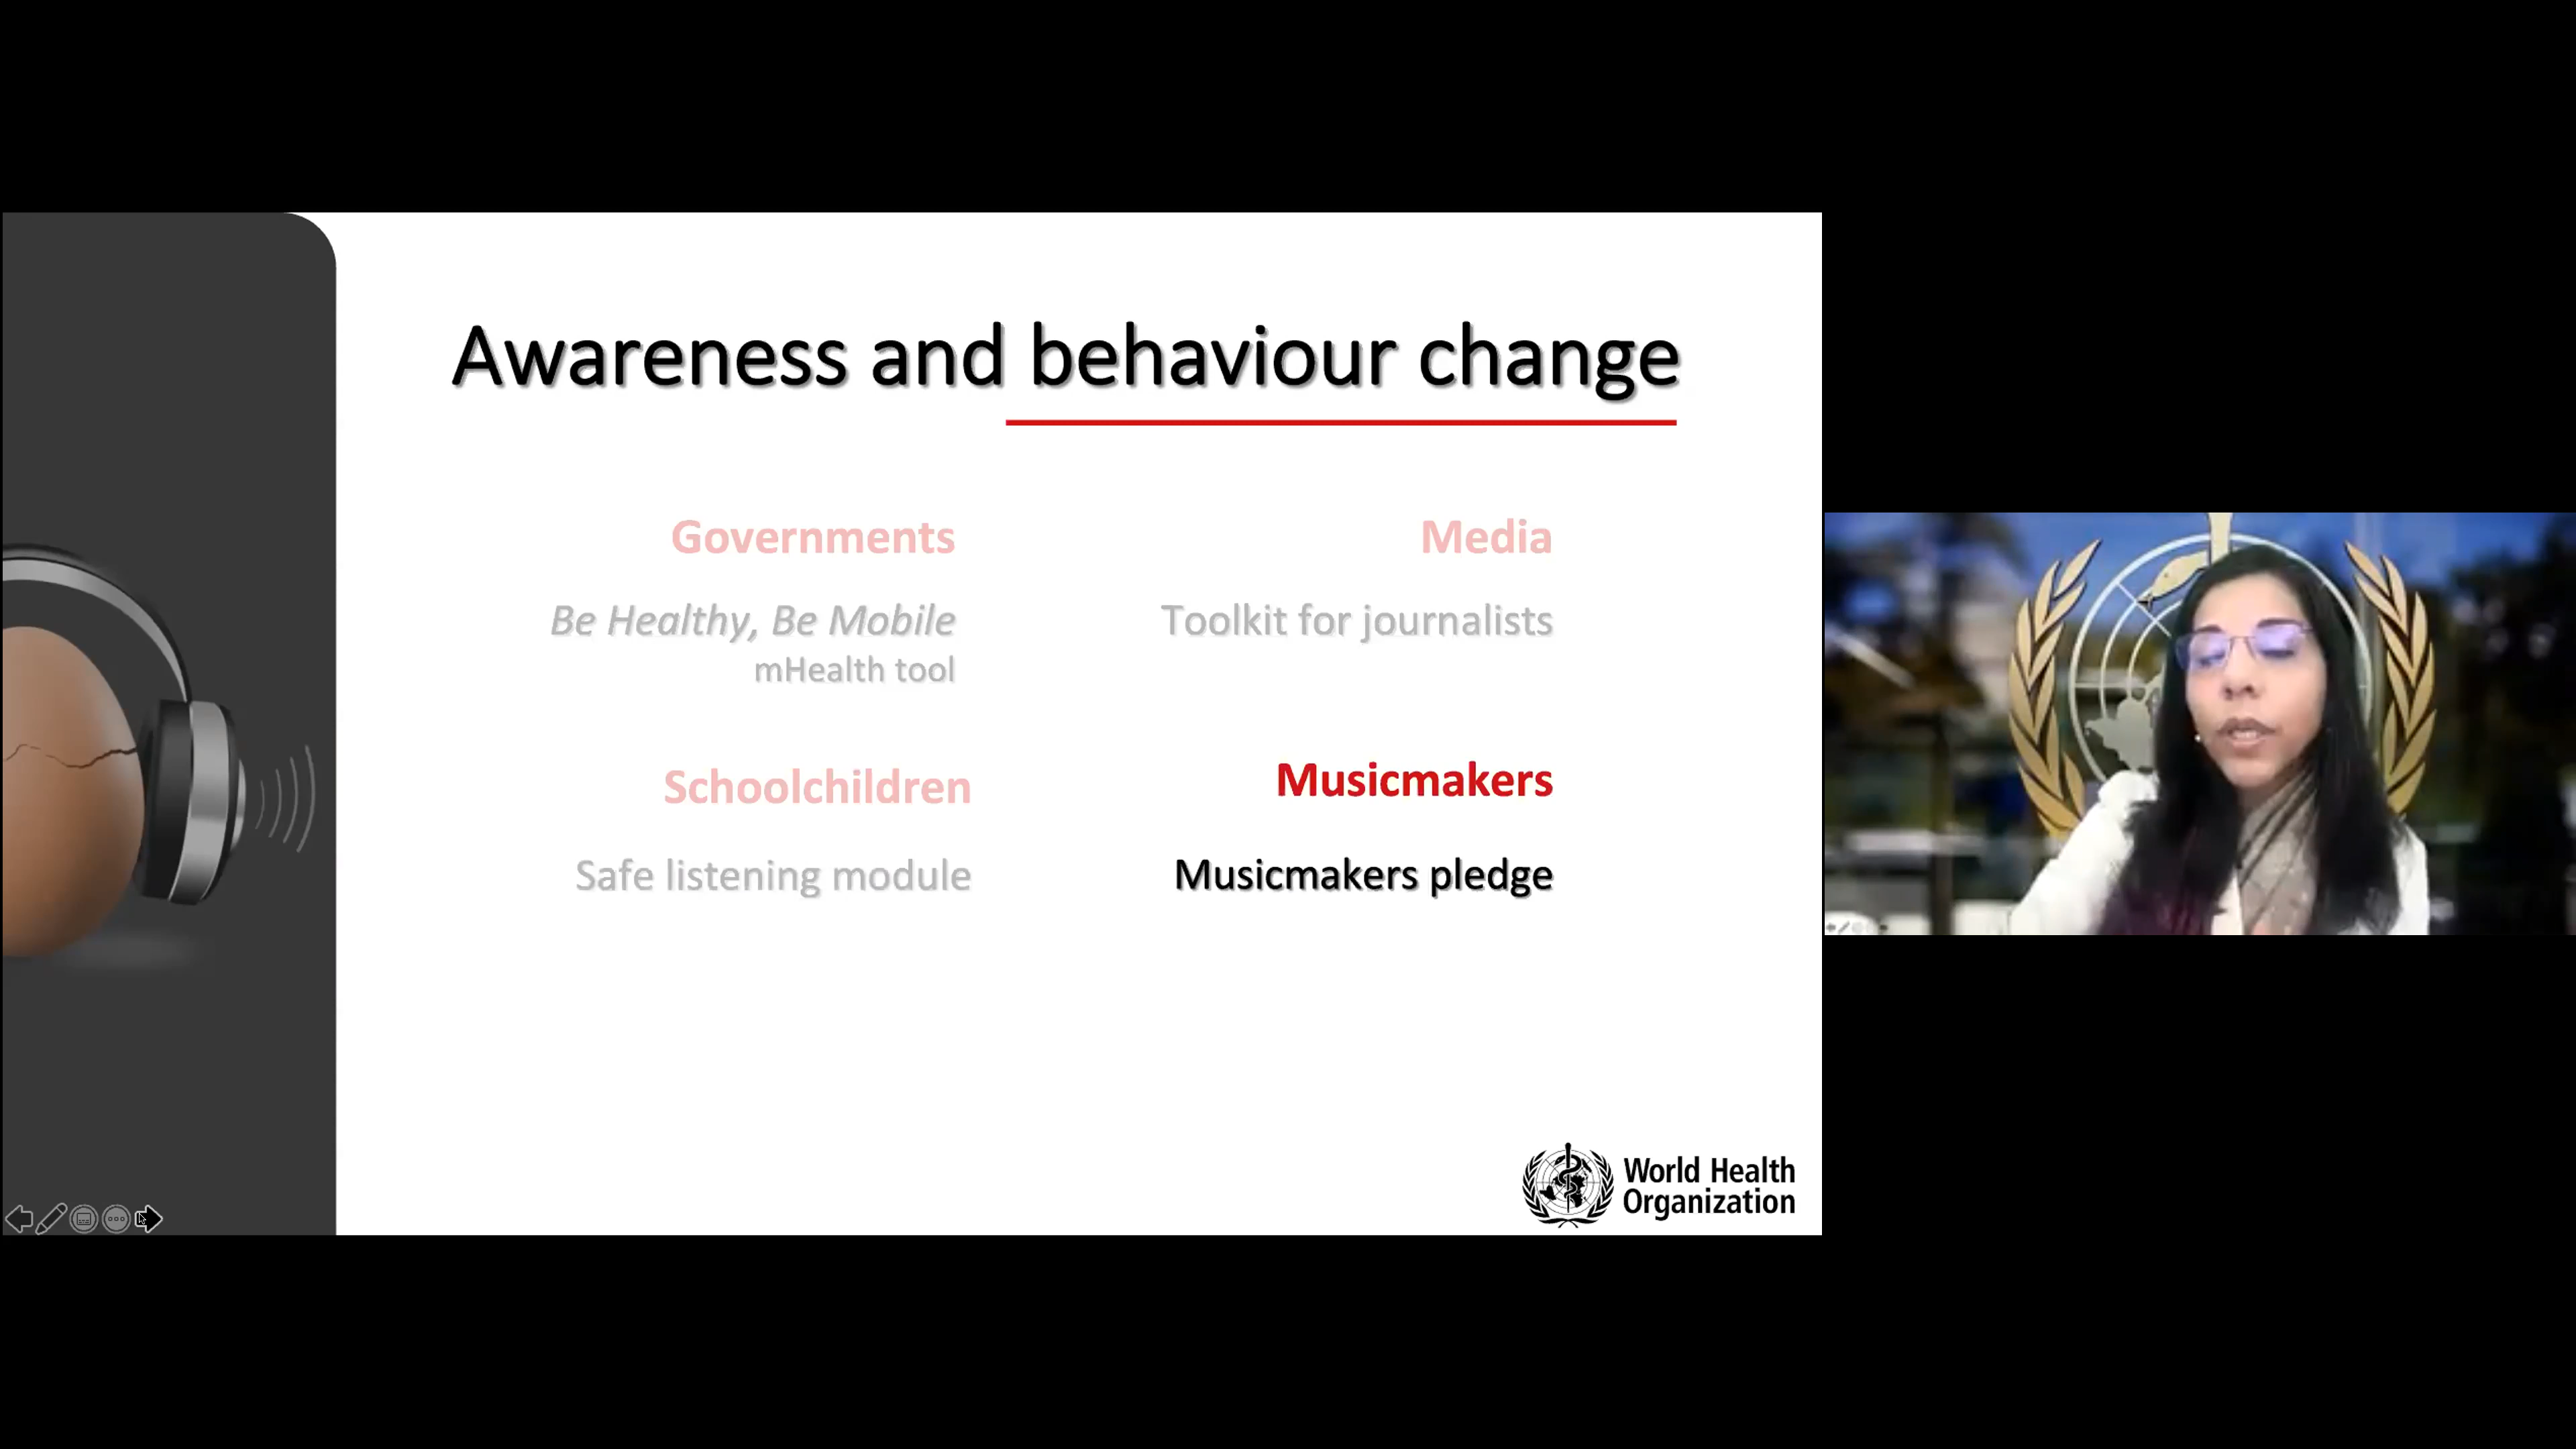 Awareness and behaviour change
Governments
Be Healthy, Be Mobile
mHealth tool
Media
Toolkit for journalists
Schoolchildren
Safe listening module
Musicmakers
Musicmakers pledge
World Health
Organization